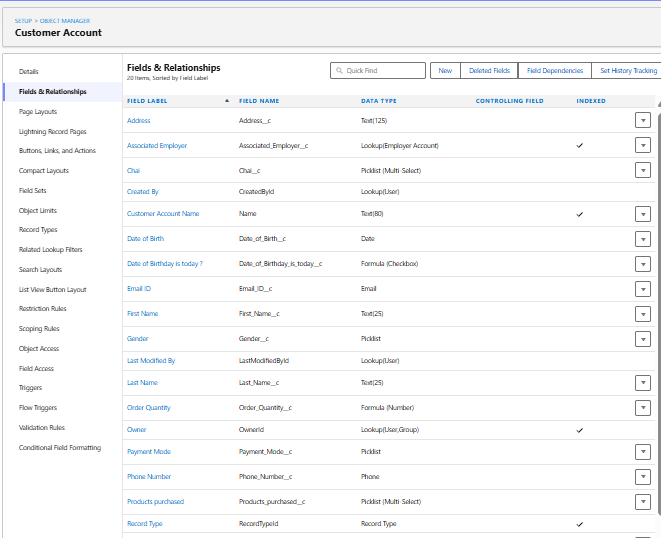 SETUP > OBJECT MANAGER
Customer Account
Details
Fields & Relationships
Page Layouts
Lightning Record Pages
Buttons, Links, and Actions
Compact Layouts
Field Sets
Object Limits
Record Types
Related Lookup Filters
Search Layouts
List View Button Layout
Restriction Rules
Scoping Rules
Object Access
Field Access
Triggers
Flow Triggers
Validation Rules
Conditional Field Formatting
Fields & Relationships
20 Items, Sorted by Field Label
Quick Find
New
Deleted Fields
Field Dependencies
Set History Tracking
FIELD LABEL FIELD NAME DATA TYPE CONTROLLING FIELD INDEXED
Address Address__c Text(125)
Associated Employer Associated_Employer__c Lookup(Employer Account)
Chai Chai__c Picklist (Multi-Select)
Created By CreatedById Lookup(User)
Customer Account Name Name Text(80)
Date of Birth Date_of_Birth__c Date
Date of Birthday is today ? Date_of_Birthday_is_today__c Formula (Checkbox)
Email ID Email_ID__c Email
First Name First_Name__c Text(25)
Gender Gender__c Picklist
Last Modified By LastModifiedById Lookup(User)
Last Name Last_Name__c Text(25)
Order Quantity Order_Quantity__c Formula (Number)
Owner OwnerId Lookup(User,Group)
Payment Mode Payment_Mode__c Picklist
Phone Number Phone_Number__c Phone
Products purchased Products_purchased__c Picklist (Multi-Select)
Record Type RecordTypeId Record Type